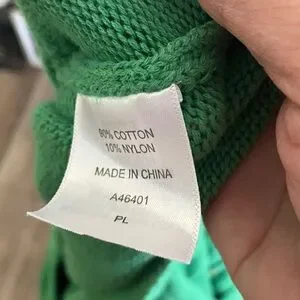 90% COTTON
10% NYLON
MADE IN CHINA
A46401
PL